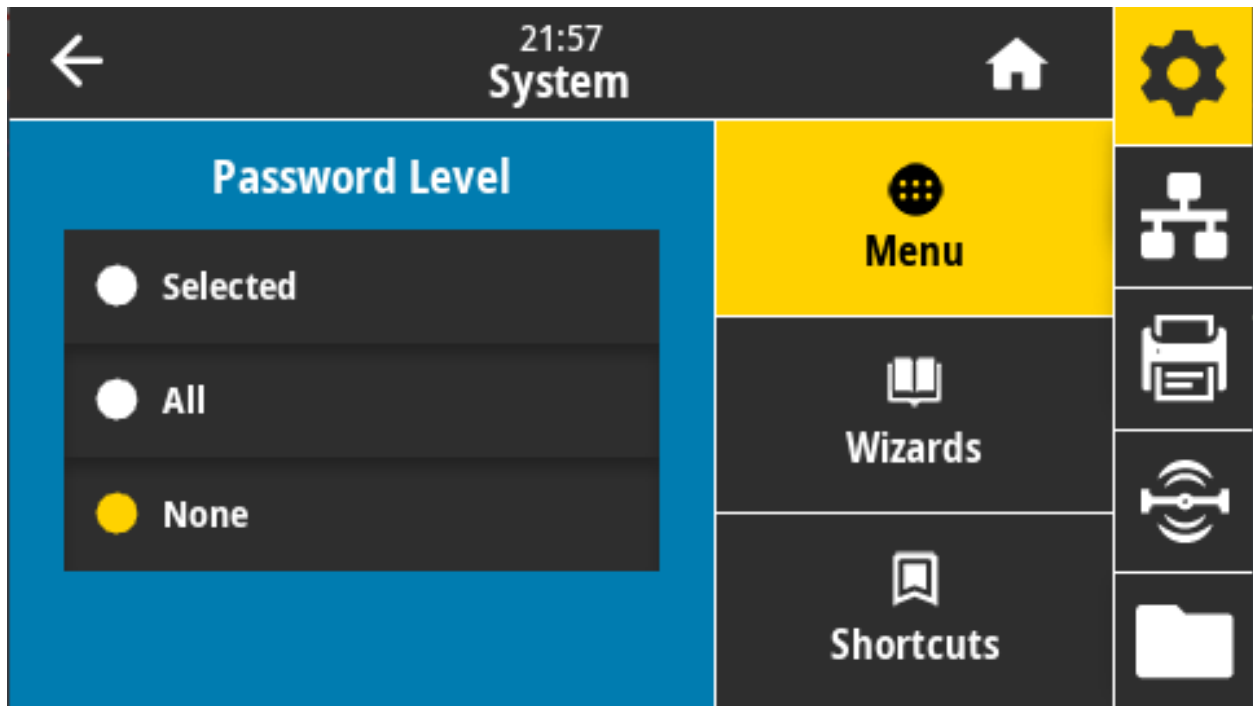 21:57
System
Password Level
Selected
All
None
Menu
Wizards
Shortcuts